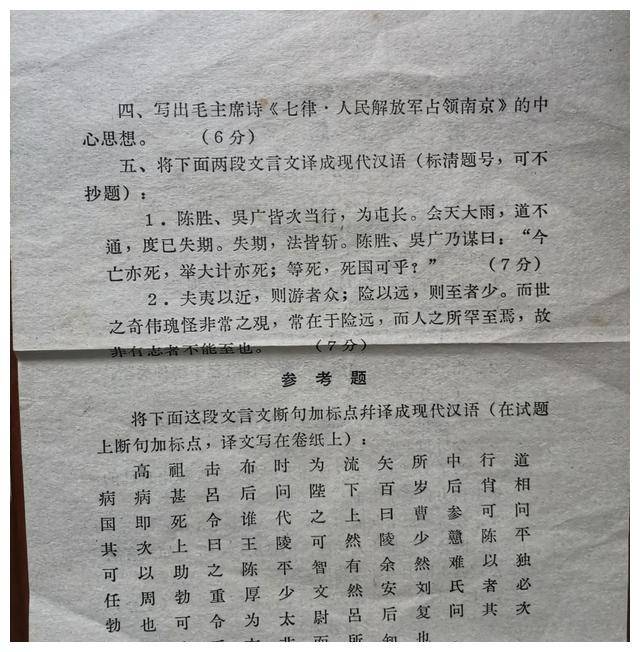 四、写出毛主席诗《七律·人民解放军占领南京》的中
心思想。 (6分)
五、将下面两段文言文译成现代汉语(标清题号,可不
抄题):
1.陈胜、吳广皆次当行,为屯长。会天大雨,道不
通,度已失期。失期,法皆斩。陈胜、吳广乃谋曰:“今
亡亦死,举大计亦死;等死,死国可乎?” (7分)
2.夫夷以近,则游者众;险以远,则至者少。而世
之奇伟瑰怪非常之观,常在于险远,而人之所罕至焉,故
非有志者不能至也。 (7分)
参考题
将下面这段文言文断句加标点幷译成现代汉语(在试题
上断句加标点,译文写在卷纸上):
高祖击布时为流矢所中行道
病病甚呂后问陛下百岁后肖相
国即死令谁代之上曰曹参可问
其次上曰王陵可然陵少戆陈平
可以助之陈平智有余然难以独
任周勃重厚少文然安刘氏者必
勃也可令为太尉呂后复问其次
非而所知也